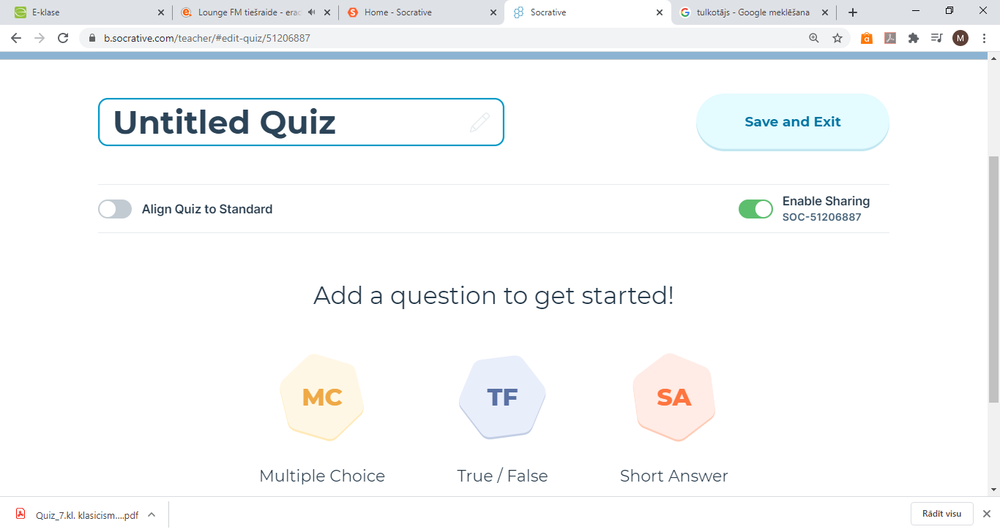 E-klase
Lounge FM tiešraide - erad
Home - Socrative
Socrative
tulkotājs - Google meklēšana
b.socrative.com/teacher/#edit-quiz/51206887
M
Untitled Quiz
Save and Exit
Align Quiz to Standard
Enable Sharing
SOC-51206887
Add a question to get started!
MC
TF
SA
Multiple Choice
True / False
Short Answer
Quiz_7.kl. klasicism....pdf
Rādīt visu